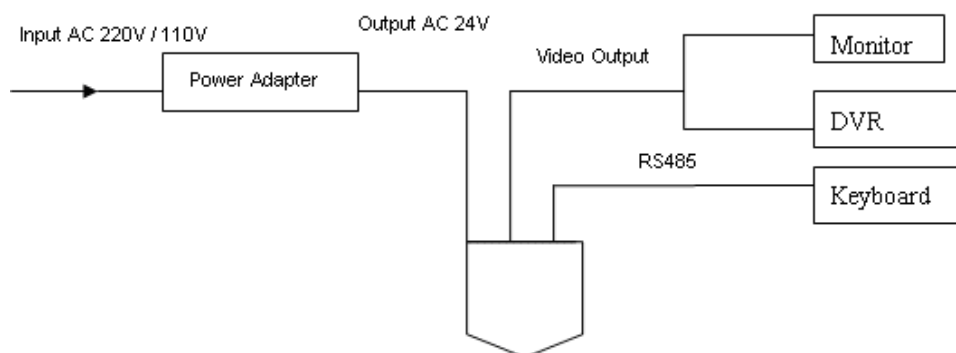 Input AC 220V / 110V
Output AC 24V
Power Adapter
Video Output
Monitor
DVR
RS485
Keyboard